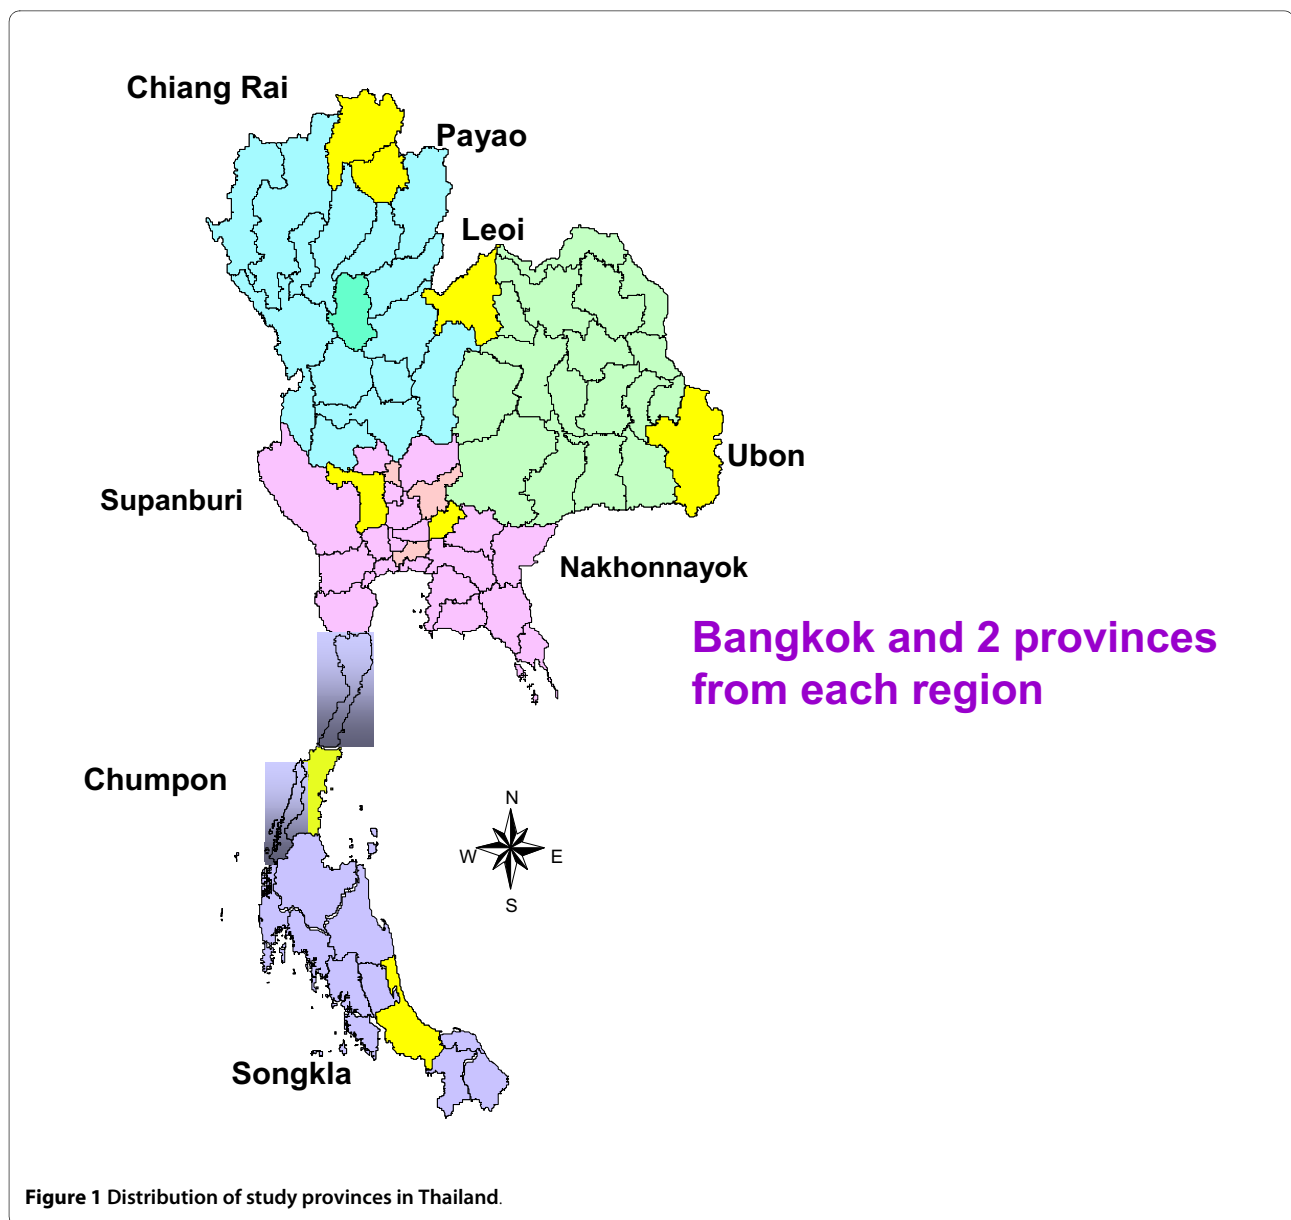 Chiang Rai
Payao
Leoi
Ubon
Supanburi
Nakhonnayok
Bangkok and 2 provinces
from each region
Chumpon
N
W
E
S
Songkla
Figure 1 Distribution of study provinces in Thailand.